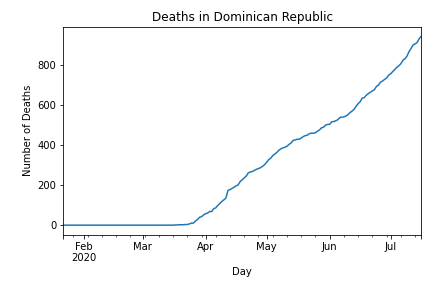 Deaths in Dominican Republic
Number of Deaths
800
600
400
200
0
Feb
2020
Mar
Apr
May
Jun
Jul
Day